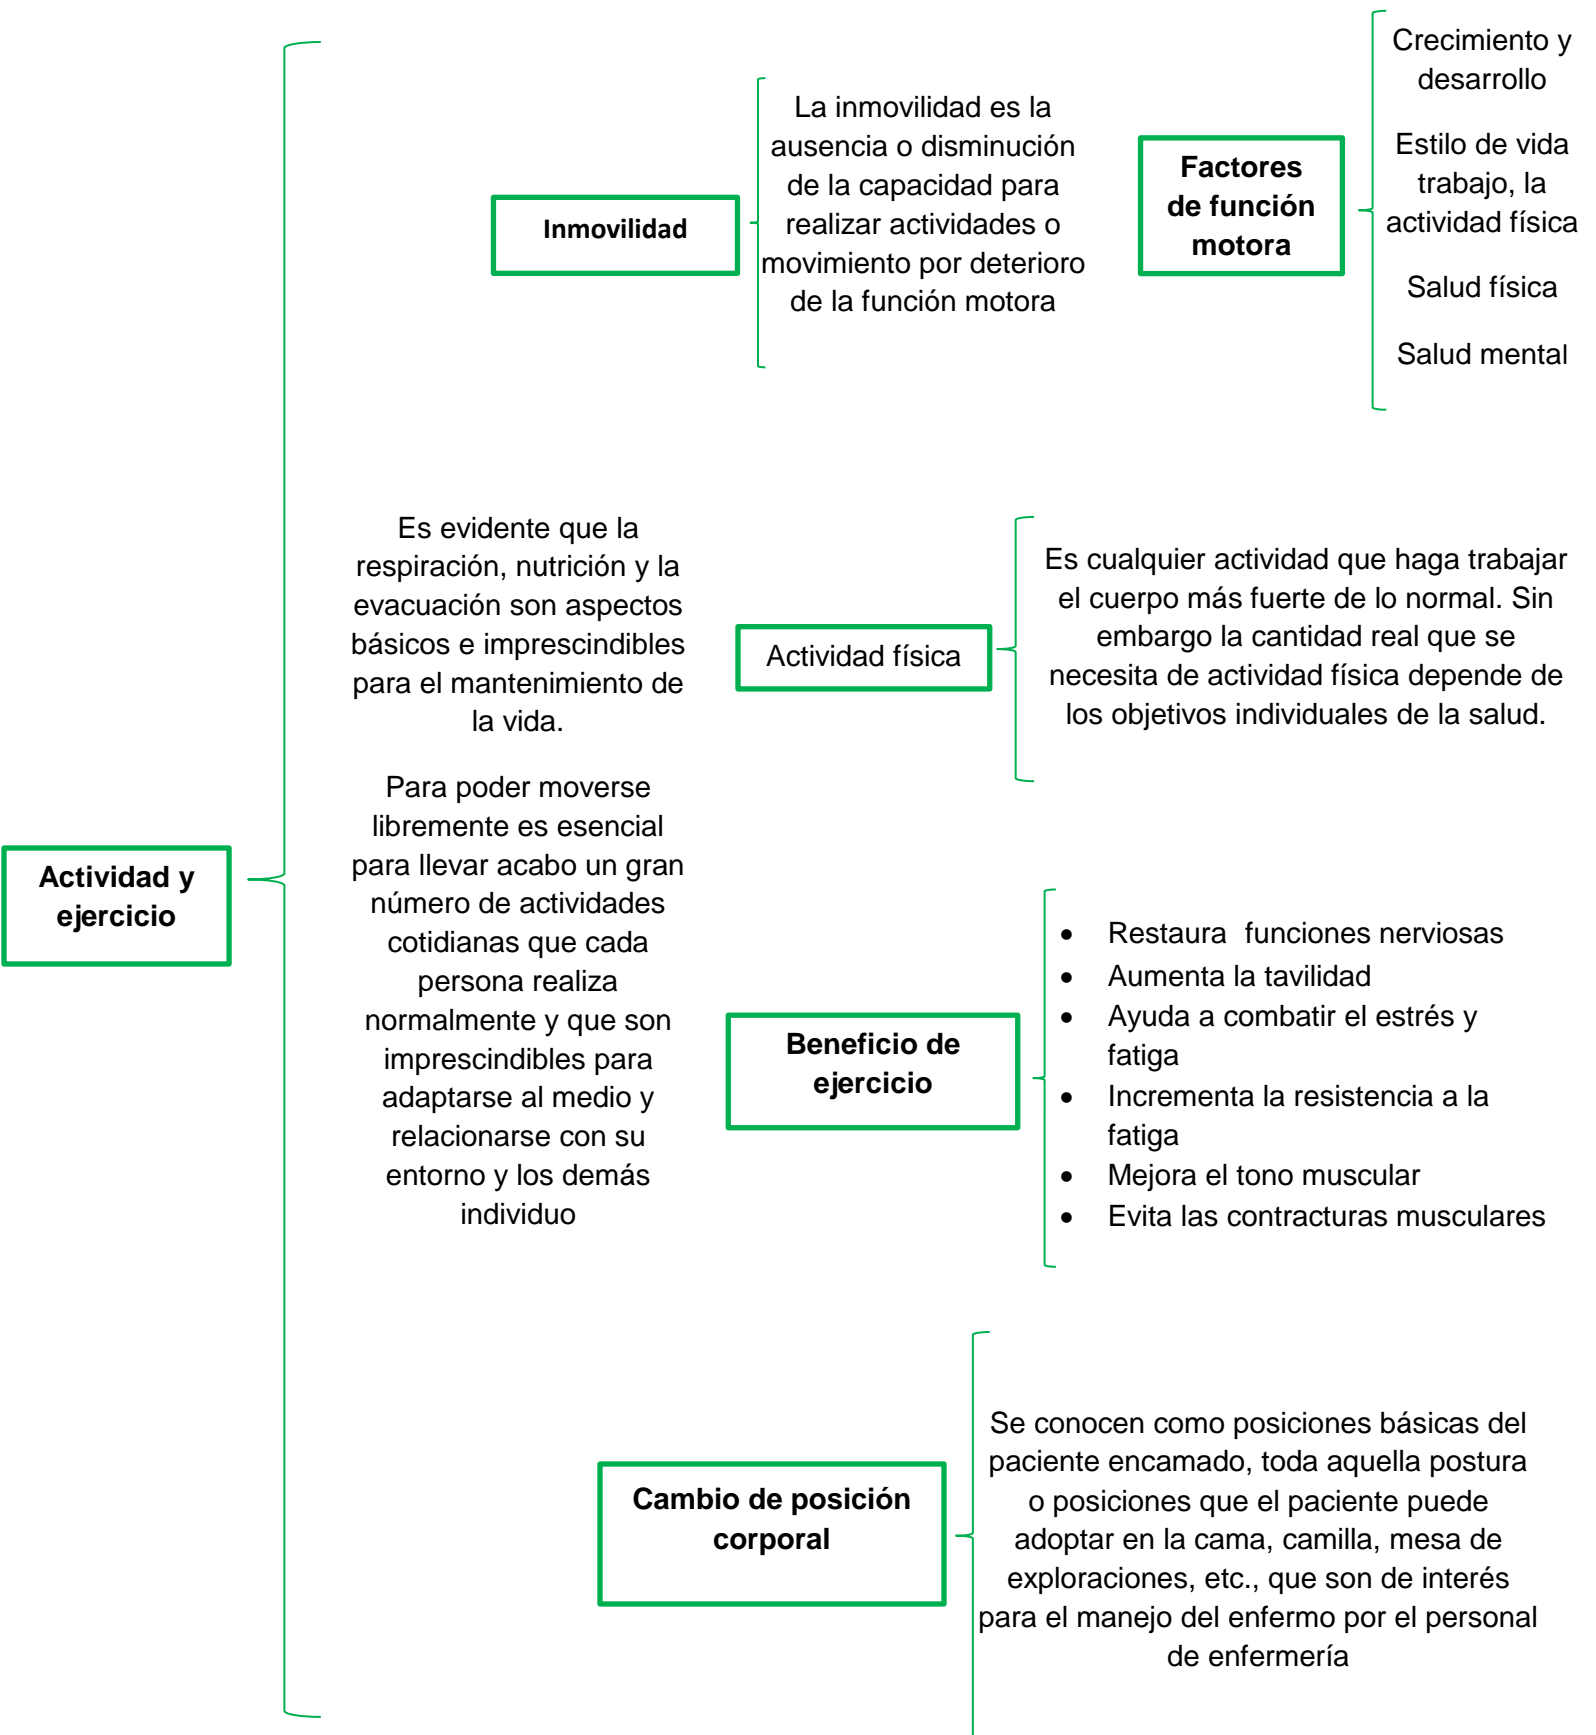 Actividad y
ejercicio
Es evidente que la
respiración, nutrición y la
evacuación son aspectos
básicos e imprescindibles
para el mantenimiento de
la vida.
Para poder moverse
libremente es esencial
para llevar acabo un gran
número de actividades
cotidianas que cada
persona realiza
normalmente y que son
imprescindibles para
adaptarse al medio y
relacionarse con su
entorno y los demás
individuo
Inmovilidad
La inmovilidad es la
ausencia o disminución
de la capacidad para
realizar actividades o
movimiento por deterioro
de la función motora
Factores
de función
motora
Crecimiento y
desarrollo
Estilo de vida
trabajo, la
actividad física
Salud física
Salud mental
Actividad física
Es cualquier actividad que haga trabajar
el cuerpo más fuerte de lo normal. Sin
embargo la cantidad real que se
necesita de actividad física depende de
los objetivos individuales de la salud.
Beneficio de
ejercicio
• Restaura  funciones nerviosas
• Aumenta la tavilidad
• Ayuda a combatir el estrés y
fatiga
• Incrementa la resistencia a la
fatiga
• Mejora el tono muscular
• Evita las contracturas musculares
Cambio de posición
corporal
Se conocen como posiciones básicas del
paciente encamado, toda aquella postura
o posiciones que el paciente puede
adoptar en la cama, camilla, mesa de
exploraciones, etc., que son de interés
para el manejo del enfermo por el personal
de enfermería